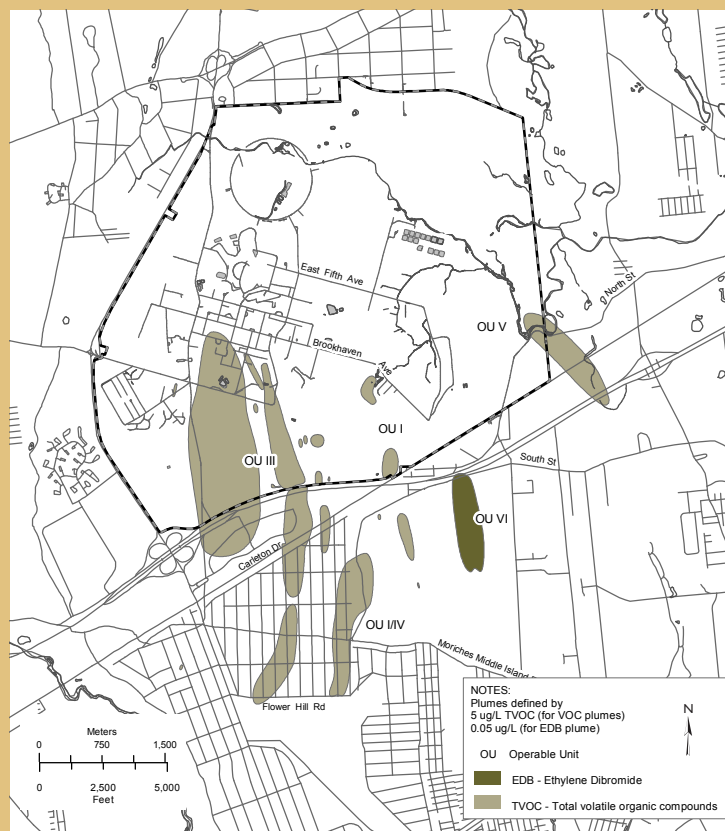 East Fifth Ave
North St
OU V
Brookhaven
Ave
OU I
OU III
South St
OU VI
Carleton Dr
OU I/IV
Moriches Middle Island
Flower Hill Rd
NOTES:
Plumes defined by
5 ug/L TVOC (for VOC plumes)
0.05 ug/L (for EDB plume)
OU Operable Unit
EDB - Ethylene Dibromide
TVOC - Total volatile organic compounds
N
Meters
0 750 1,500
0 2,500 5,000
Feet